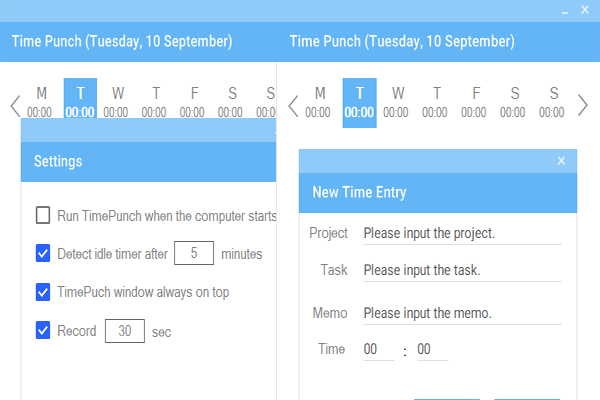 Time Punch (Tuesday, 10 September)
M T W T F S S
00:00 00:00 00:00 00:00 00:00 00:00 00:0
Settings
Run TimePunch when the computer starts
Detect idle timer after 5 minutes
TimePuch window always on top
Record 30 sec
Time Punch (Tuesday, 10 September)
M T W T F S S
00:00 00:00 00:00 00:00 00:00 00:00 00:00
New Time Entry
Project Please input the project.
Task Please input the task.
Memo Please input the memo.
Time 00 : 00